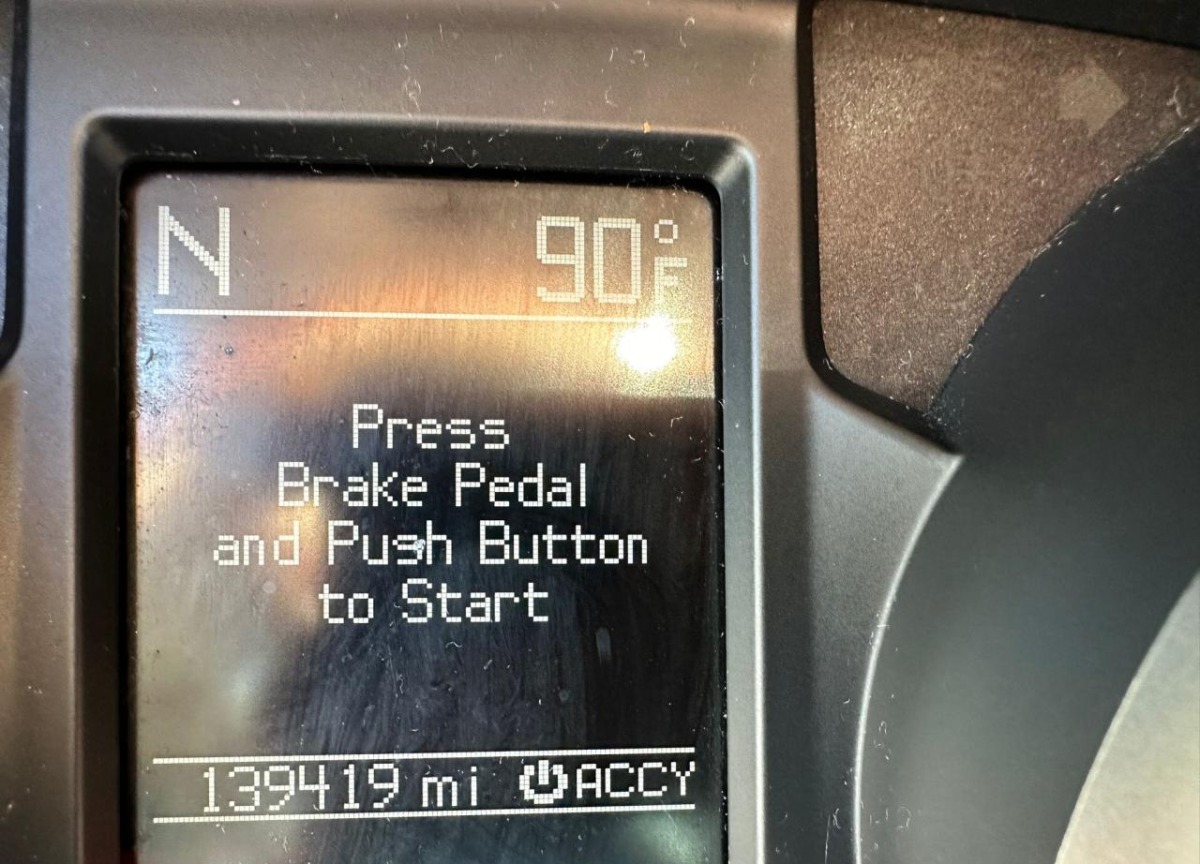 N 90°F
Press
Brake Pedal
and Push Button
to Start
139419 mi ACCY